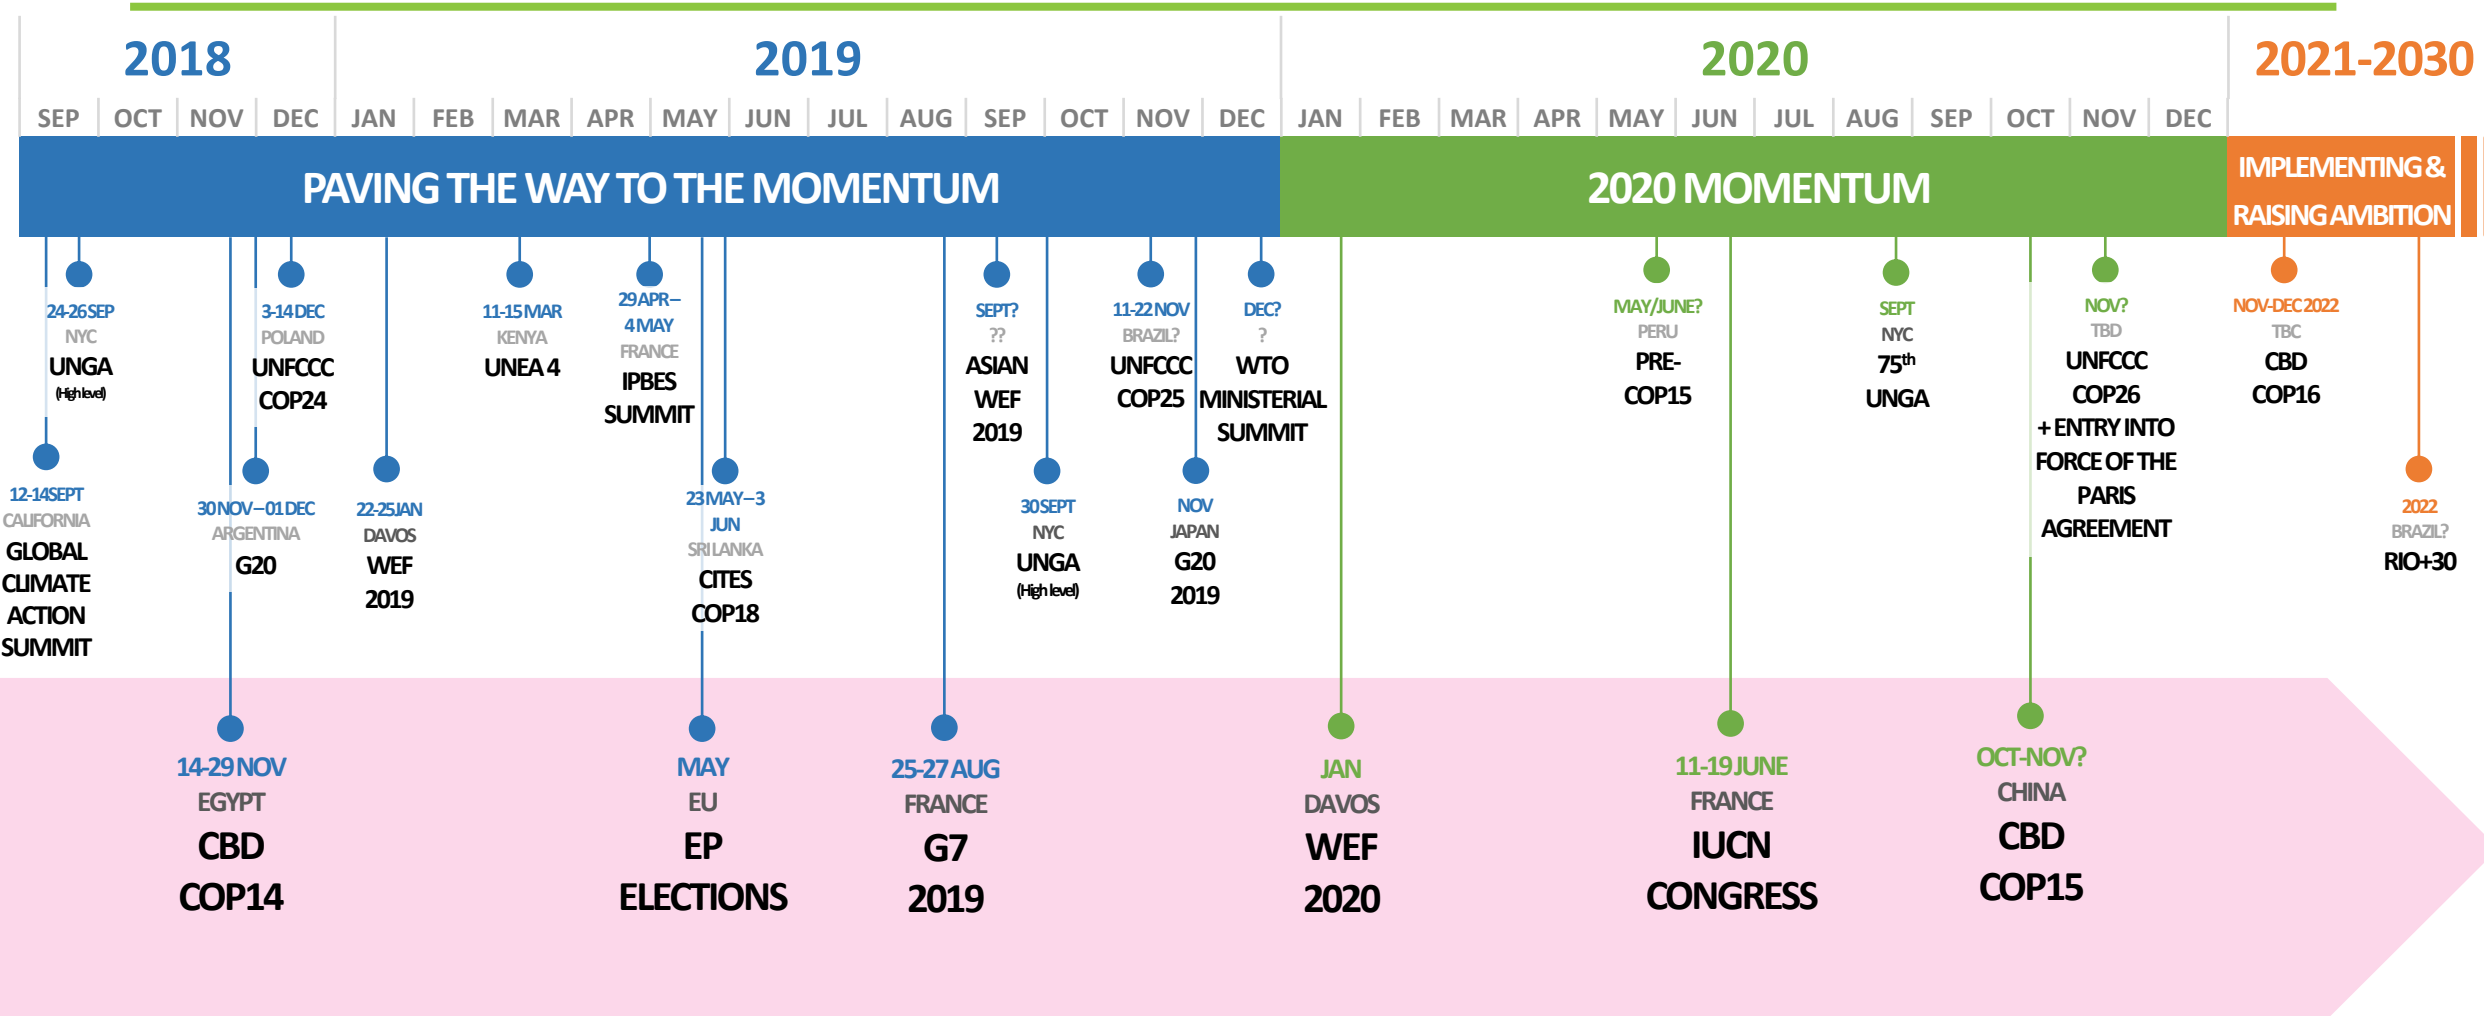 2018
2019
2020
2021-2030
SEP OCT NOV DEC JAN FEB MAR APR MAY JUN JUL AUG SEP OCT NOV DEC JAN FEB MAR APR MAY JUN JUL AUG SEP OCT NOV DEC
PAVING THE WAY TO THE MOMENTUM
2020 MOMENTUM
IMPLEMENTING &
RAISING AMBITION
24-26 SEP
NYC
UNGA
(High level)
3-14 DEC
POLAND
UNFCCC
COP24
11-15 MAR
KENYA
UNEA 4
29 APR –
4 MAY
FRANCE
IPBES
SUMMIT
SEPT?
??
ASIAN
WEF
2019
11-22 NOV
BRAZIL?
UNFCCC
COP25
DEC?
?
WTO
MINISTERIAL
SUMMIT
MAY/JUNE?
PERU
PRE-
COP15
SEPT
NYC
75th
UNGA
NOV?
TBD
UNFCCC
COP26
+ ENTRY INTO
FORCE OF THE
PARIS
AGREEMENT
NOV-DEC 2022
TBC
CBD
COP16
12-14 SEPT
CALIFORNIA
GLOBAL
CLIMATE
ACTION
SUMMIT
30 NOV – 01 DEC
ARGENTINA
G20
22-25 JAN
DAVOS
WEF
2019
23 MAY – 3
JUN
SRI LANKA
CITES
COP18
30 SEPT
NYC
UNGA
(High level)
NOV
JAPAN
G20
2019
2022
BRAZIL?
RIO+30
14-29 NOV
EGYPT
CBD
COP14
MAY
EU
EP
ELECTIONS
25-27 AUG
FRANCE
G7
2019
JAN
DAVOS
WEF
2020
11-19 JUNE
FRANCE
IUCN
CONGRESS
OCT-NOV?
CHINA
CBD
COP15